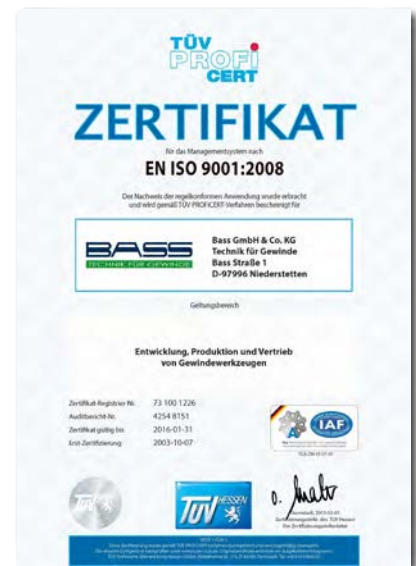 TÜV
PROFI
CERT
ZERTIFIKAT
für das Managementsystem nach
EN ISO 9001:2008
Der Nachweis der regelkonformen Anwendung wurde erbracht
und wird gemäß TÜV PROFICERT-Verfahren bescheinigt für
BASS
TECHNIK FÜR GEWINDE
Bass GmbH & Co. KG
Technik für Gewinde
Bass Straße 1
D-97996 Niederstetten
Geltungsbereich
Entwicklung, Produktion und Vertrieb
von Gewindewerkzeugen
Zertifikat-Registrier-Nr. 73 100 1226
Auditbericht-Nr. 4254 8151
Zertifikat gültig bis 2016-01-31
Erst-Zertifizierung 2003-10-07
IAF
TÜV HESSEN